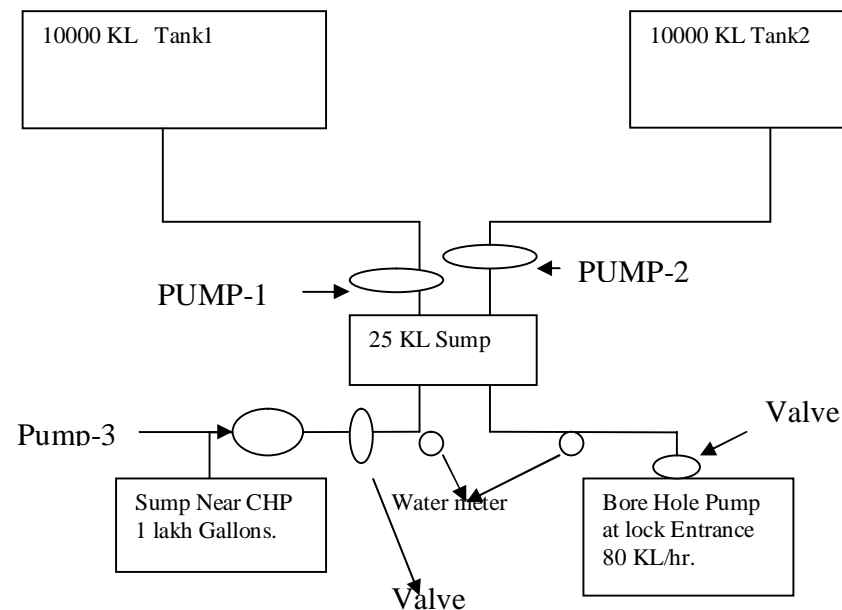 10000 KL Tank1
10000 KL Tank2
PUMP-1
PUMP-2
25 KL Sump
Valve
Pump-3
Sump Near CHP
1 lakh Gallons.
Water meter
Bore Hole Pump
at lock Entrance
80 KL/hr.
Valve